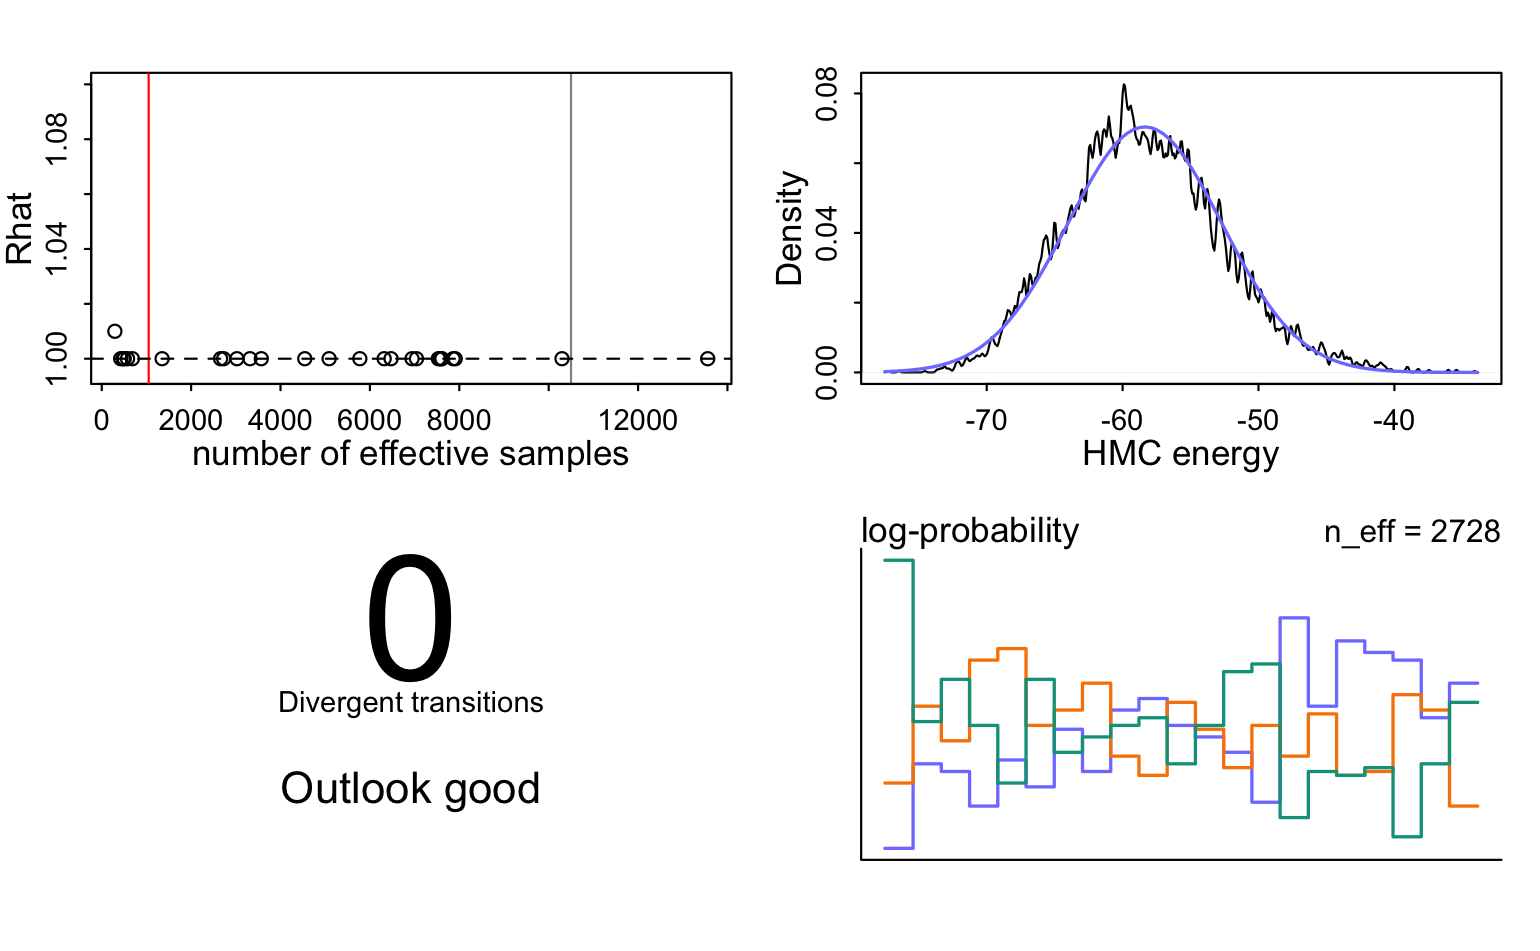 Rhat
1.00
1.04
1.08
0 2000 4000 6000 8000 12000
number of effective samples
Density
0.00
0.04
0.08
-70 -60 -50 -40
HMC energy
0
Divergent transitions
Outlook good
log-probability n_eff = 2728